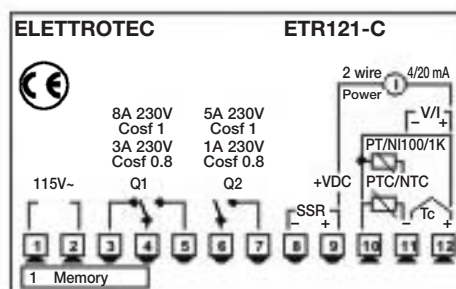 ELETTROTEC ETR121-C
CE
2 wire I 4/20 mA
Power
V/I
− +
8A 230V 5A 230V
Cosf 1 Cosf 1
3A 230V 1A 230V
Cosf 0.8 Cosf 0.8
PT/NI100/1K
115V~ Q1 Q2 +VDC PTC/NTC
SSR Tc
− + − +
1 2 3 4 5 6 7 8 9 10 11 12
1 Memory